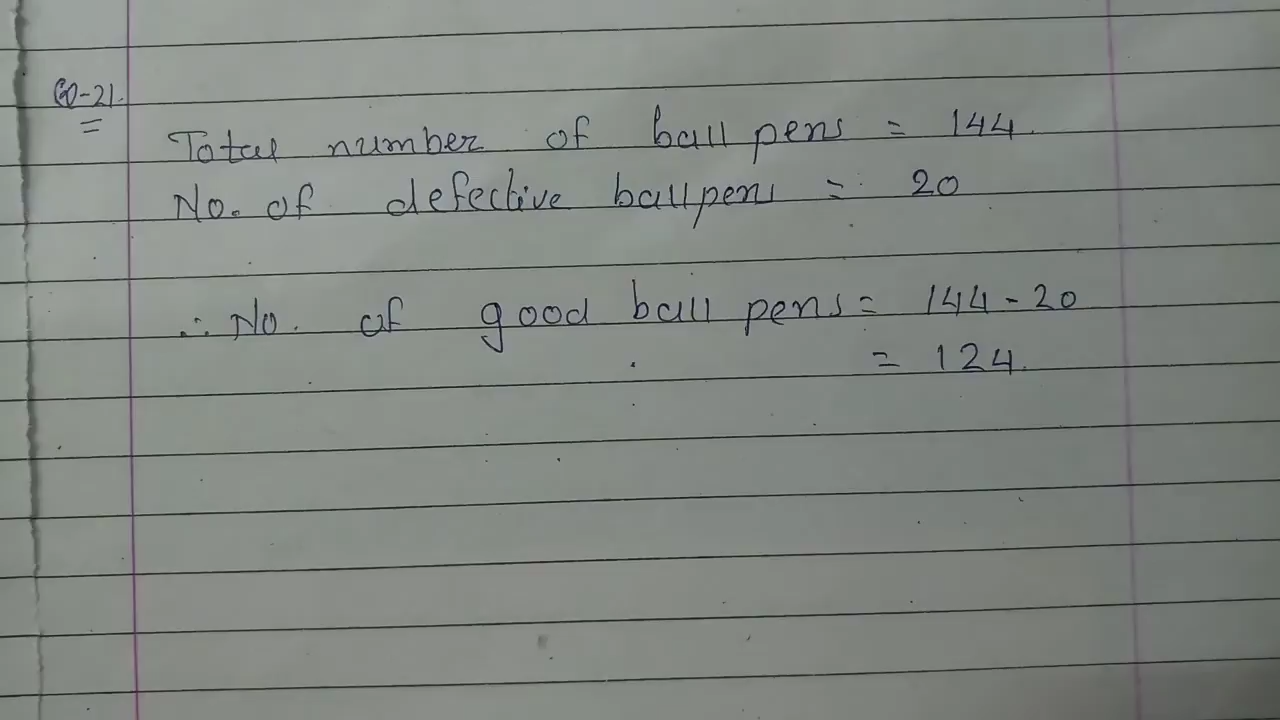 Q-21.
Total number of ball pens = 144.
No. of defective ballpens = 20
∴ No. of good ball pens = 144 - 20
= 124.